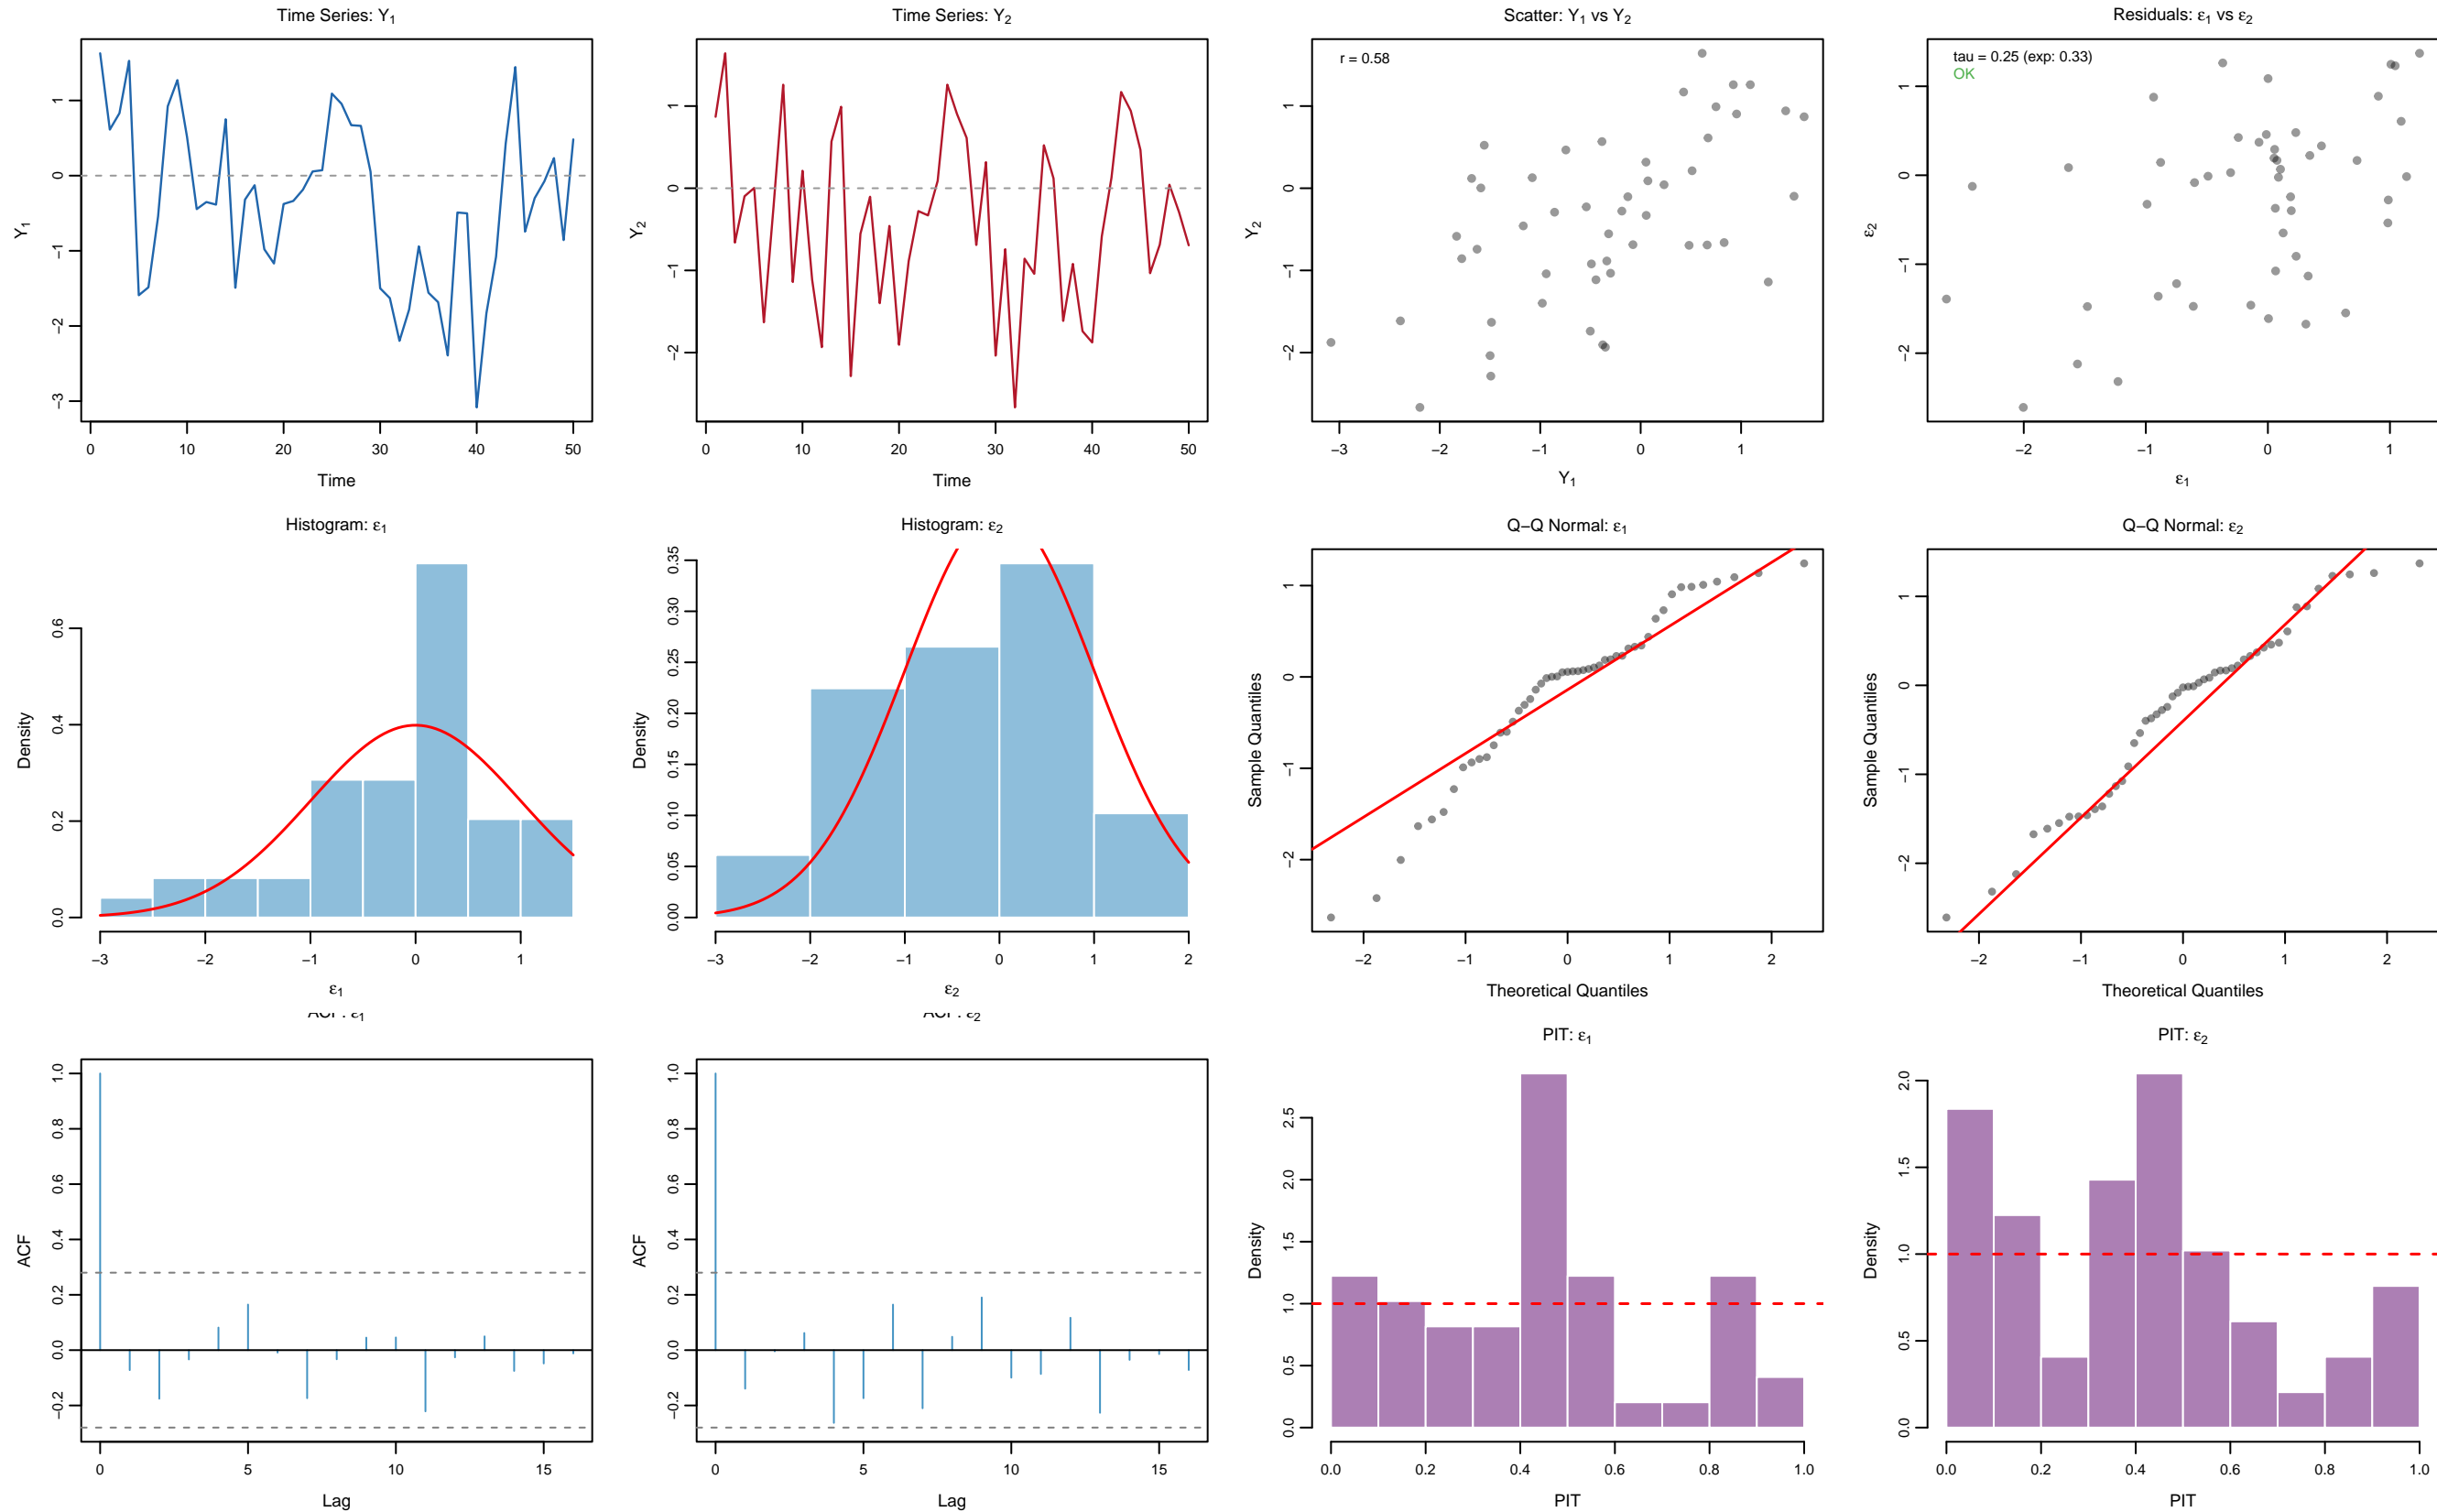 Time Series: Y1
Y1
1
0
−1
−2
−3
0 10 20 30 40 50
Time
Time Series: Y2
Y2
1
0
−1
−2
0 10 20 30 40 50
Time
Scatter: Y1 vs Y2
r = 0.58
Y2
1
0
−1
−2
−3 −2 −1 0 1
Y1
Residuals: ε1 vs ε2
tau = 0.25 (exp: 0.33)
OK
ε2
1
0
−1
−2
−2 −1 0 1
ε1
Histogram: ε1
Density
0.6
0.4
0.2
0.0
−3 −2 −1 0 1
ε1
Histogram: ε2
Density
0.35
0.30
0.25
0.20
0.15
0.10
0.05
0.00
−3 −2 −1 0 1 2
ε2
Q−Q Normal: ε1
Sample Quantiles
1
0
−1
−2
−2 −1 0 1 2
Theoretical Quantiles
Q−Q Normal: ε2
Sample Quantiles
1
0
−1
−2
−2 −1 0 1 2
Theoretical Quantiles
ACF: ε1
ACF
1.0
0.8
0.6
0.4
0.2
0.0
−0.2
0 5 10 15
Lag
ACF: ε2
ACF
1.0
0.8
0.6
0.4
0.2
0.0
−0.2
0 5 10 15
Lag
PIT: ε1
Density
2.5
2.0
1.5
1.0
0.5
0.0
0.0 0.2 0.4 0.6 0.8 1.0
PIT
PIT: ε2
Density
2.0
1.5
1.0
0.5
0.0
0.0 0.2 0.4 0.6 0.8 1.0
PIT